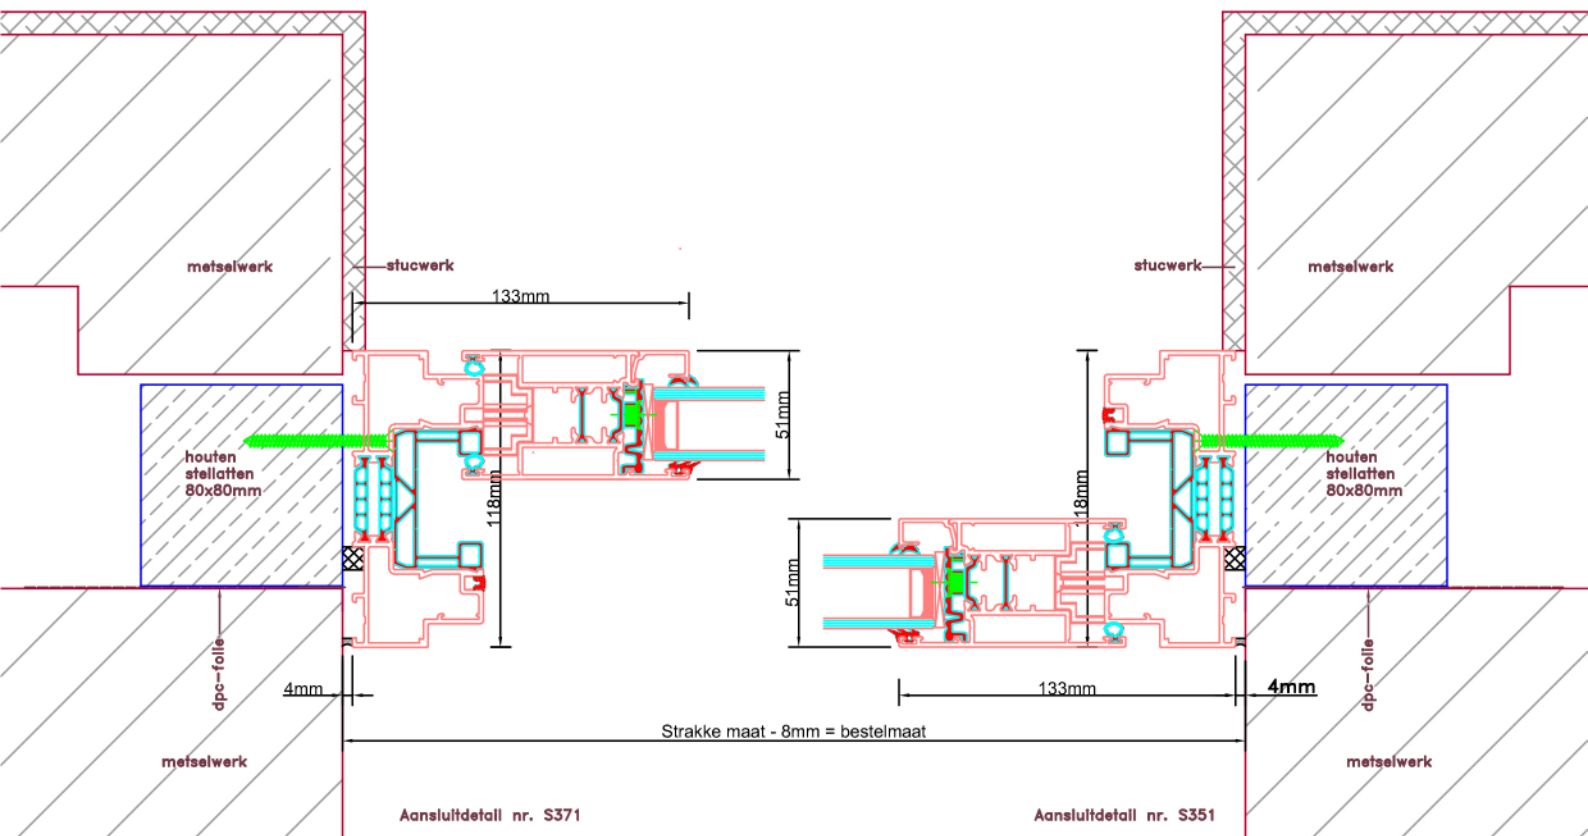 metselwerk
stucwerk
stucwerk
metselwerk
133mm
51mm
118mm
118mm
houten
stellatten
80x80mm
houten
stellatten
80x80mm
51mm
dpc-folie
dpc-folie
4mm
133mm
4mm
Strakke maat - 8mm = bestelmaat
metselwerk
metselwerk
Aansluitdetail nr. S371
Aansluitdetail nr. S351